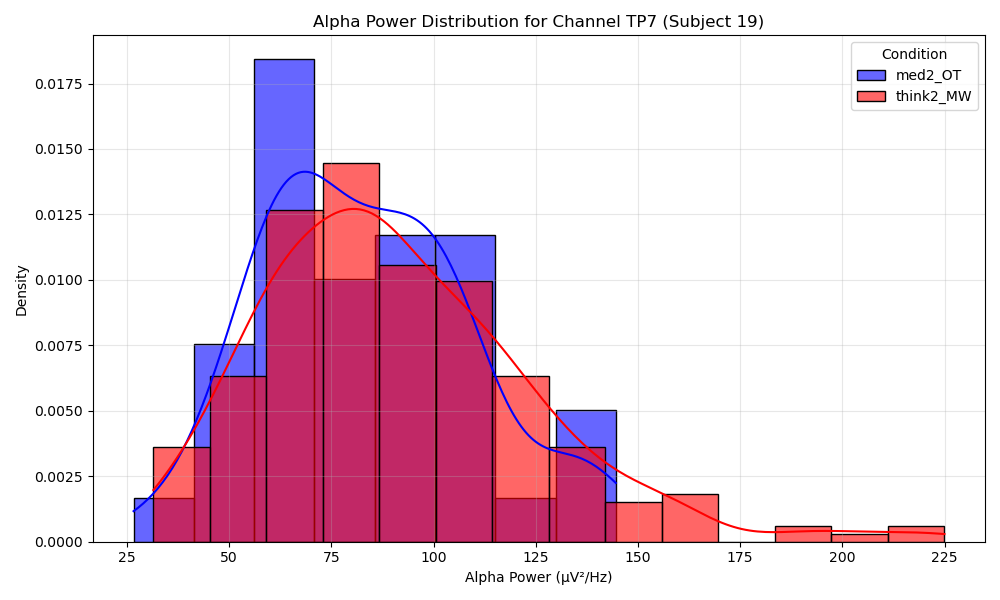 Alpha Power Distribution for Channel TP7 (Subject 19)
Condition
med2_OT
think2_MW
0.0175
0.0150
0.0125
0.0100
0.0075
0.0050
0.0025
0.0000
Density
25 50 75 100 125 150 175 200 225
Alpha Power (µV²/Hz)